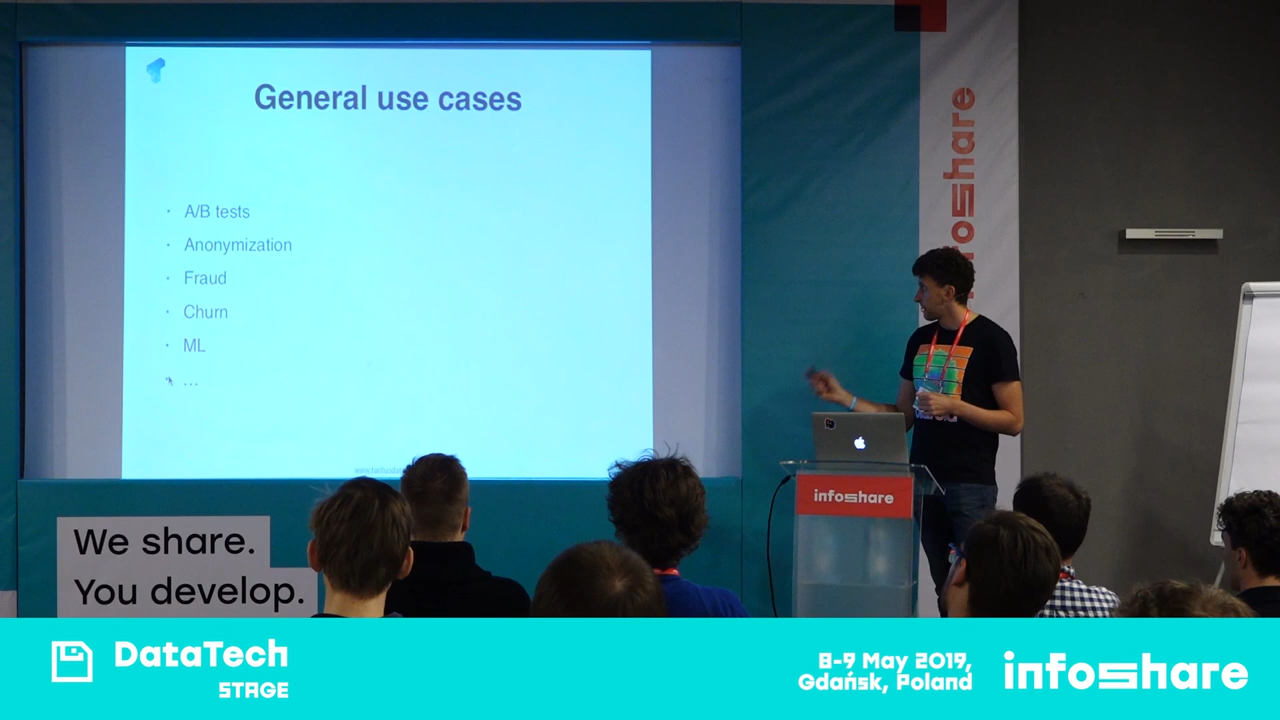 General use cases
· A/B tests
· Anonymization
· Fraud
· Churn
· ML
· ...
infoshare
infoshare
We share.
You develop.
DataTech
STAGE
8-9 May 2019,
Gdańsk, Poland
infoshare